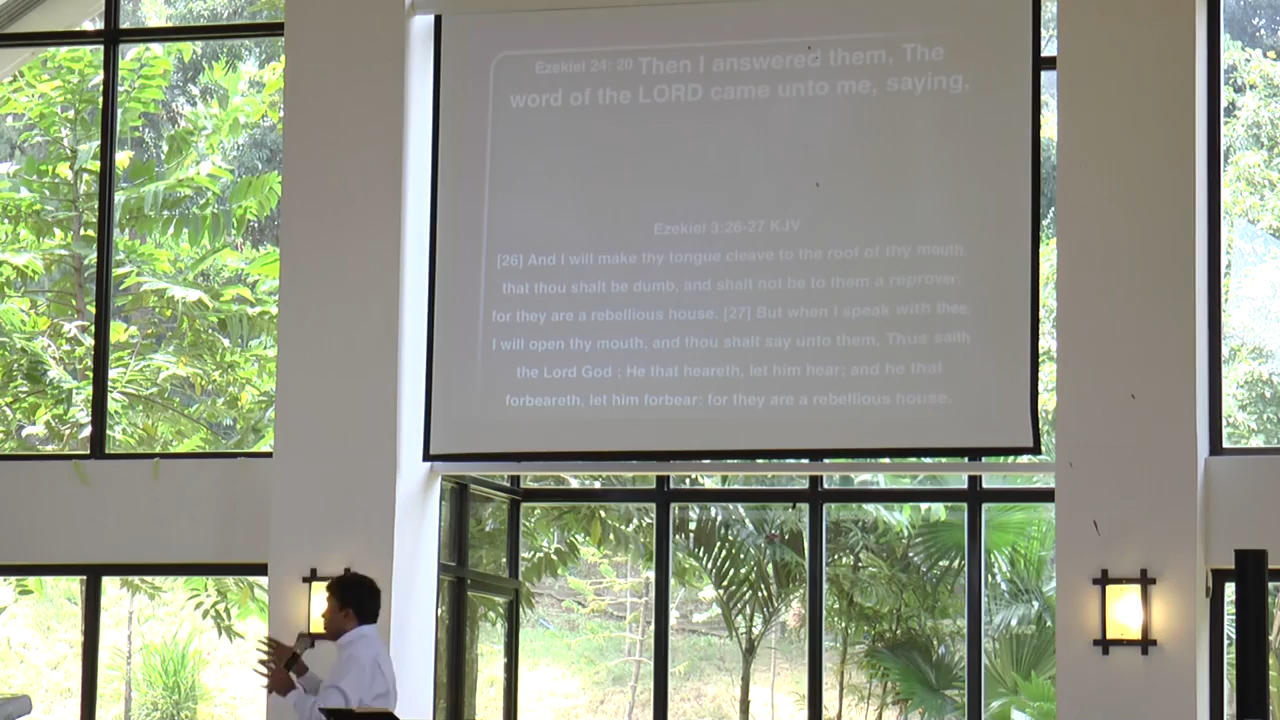 Ezekiel 24: 20 Then I answered them, The
word of the LORD came unto me, saying,
Ezekiel 3:26-27 KJV
[26] And I will make thy tongue cleave to the roof of thy mouth,
that thou shalt be dumb, and shalt not be to them a reprover:
for they are a rebellious house. [27] But when I speak with thee,
I will open thy mouth, and thou shalt say unto them, Thus saith
the Lord God ; He that heareth, let him hear; and he that
forbeareth, let him forbear: for they are a rebellious house.